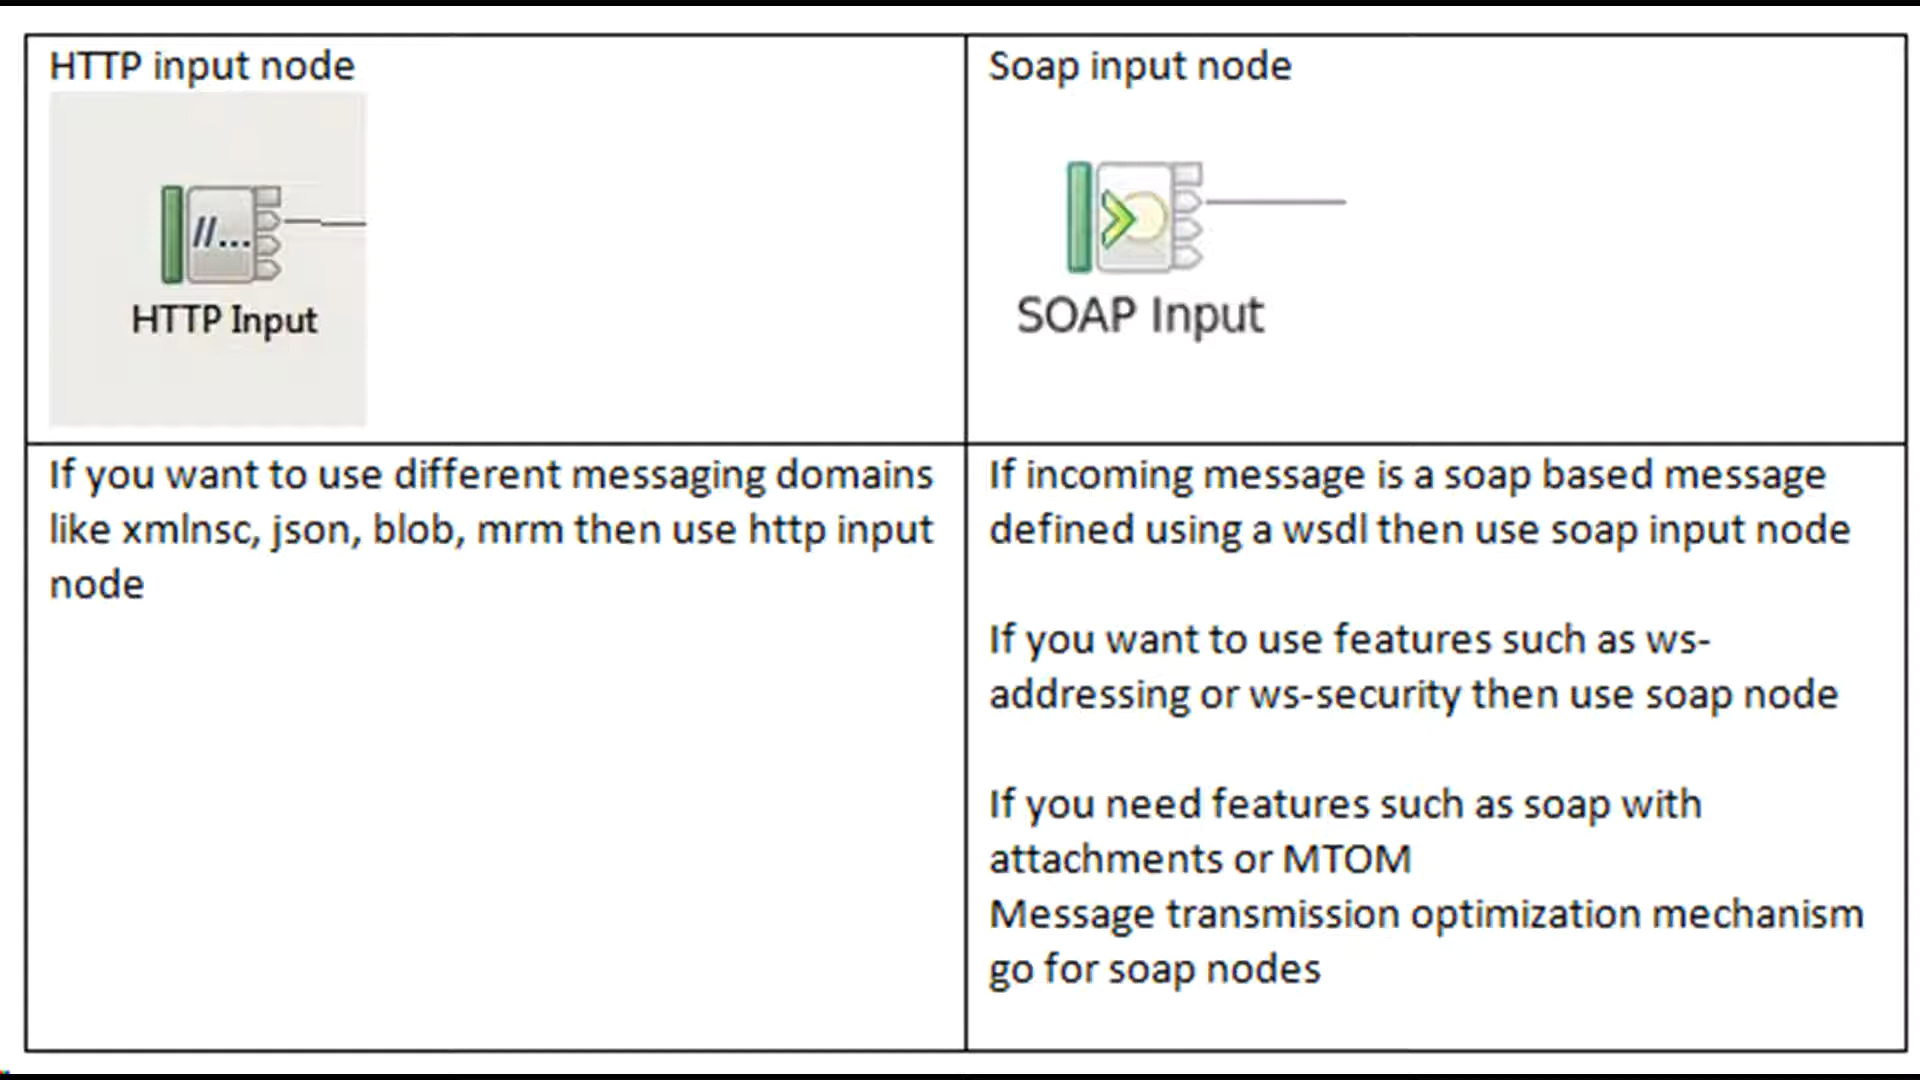 HTTP input node
//...
HTTP Input
Soap input node
SOAP Input
If you want to use different messaging domains
like xmlnsc, json, blob, mrm then use http input
node
If incoming message is a soap based message
defined using a wsdl then use soap input node
If you want to use features such as ws-
addressing or ws-security then use soap node
If you need features such as soap with
attachments or MTOM
Message transmission optimization mechanism
go for soap nodes